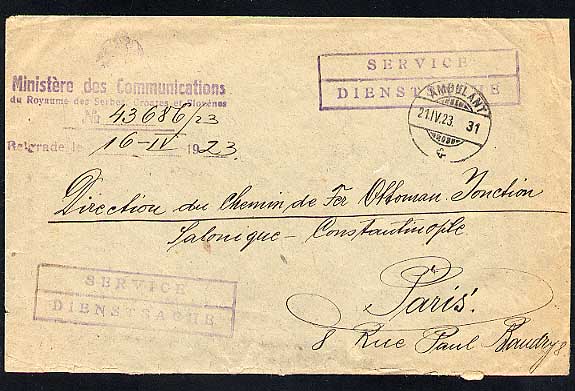 Ministère des Communications
du Royaume des Serbes, Croates et Slovènes
№ 43686/23
Belgrade, le 16-IV 1923
SERVICE
DIENSTSACHE
AMBULANT
21.IV.23. 31
Direction du Chemin de Fer Ottoman Jonction
Salonique - Constantinople
SERVICE
DIENSTSACHE
Paris.
8 Rue Paul Baudry 8